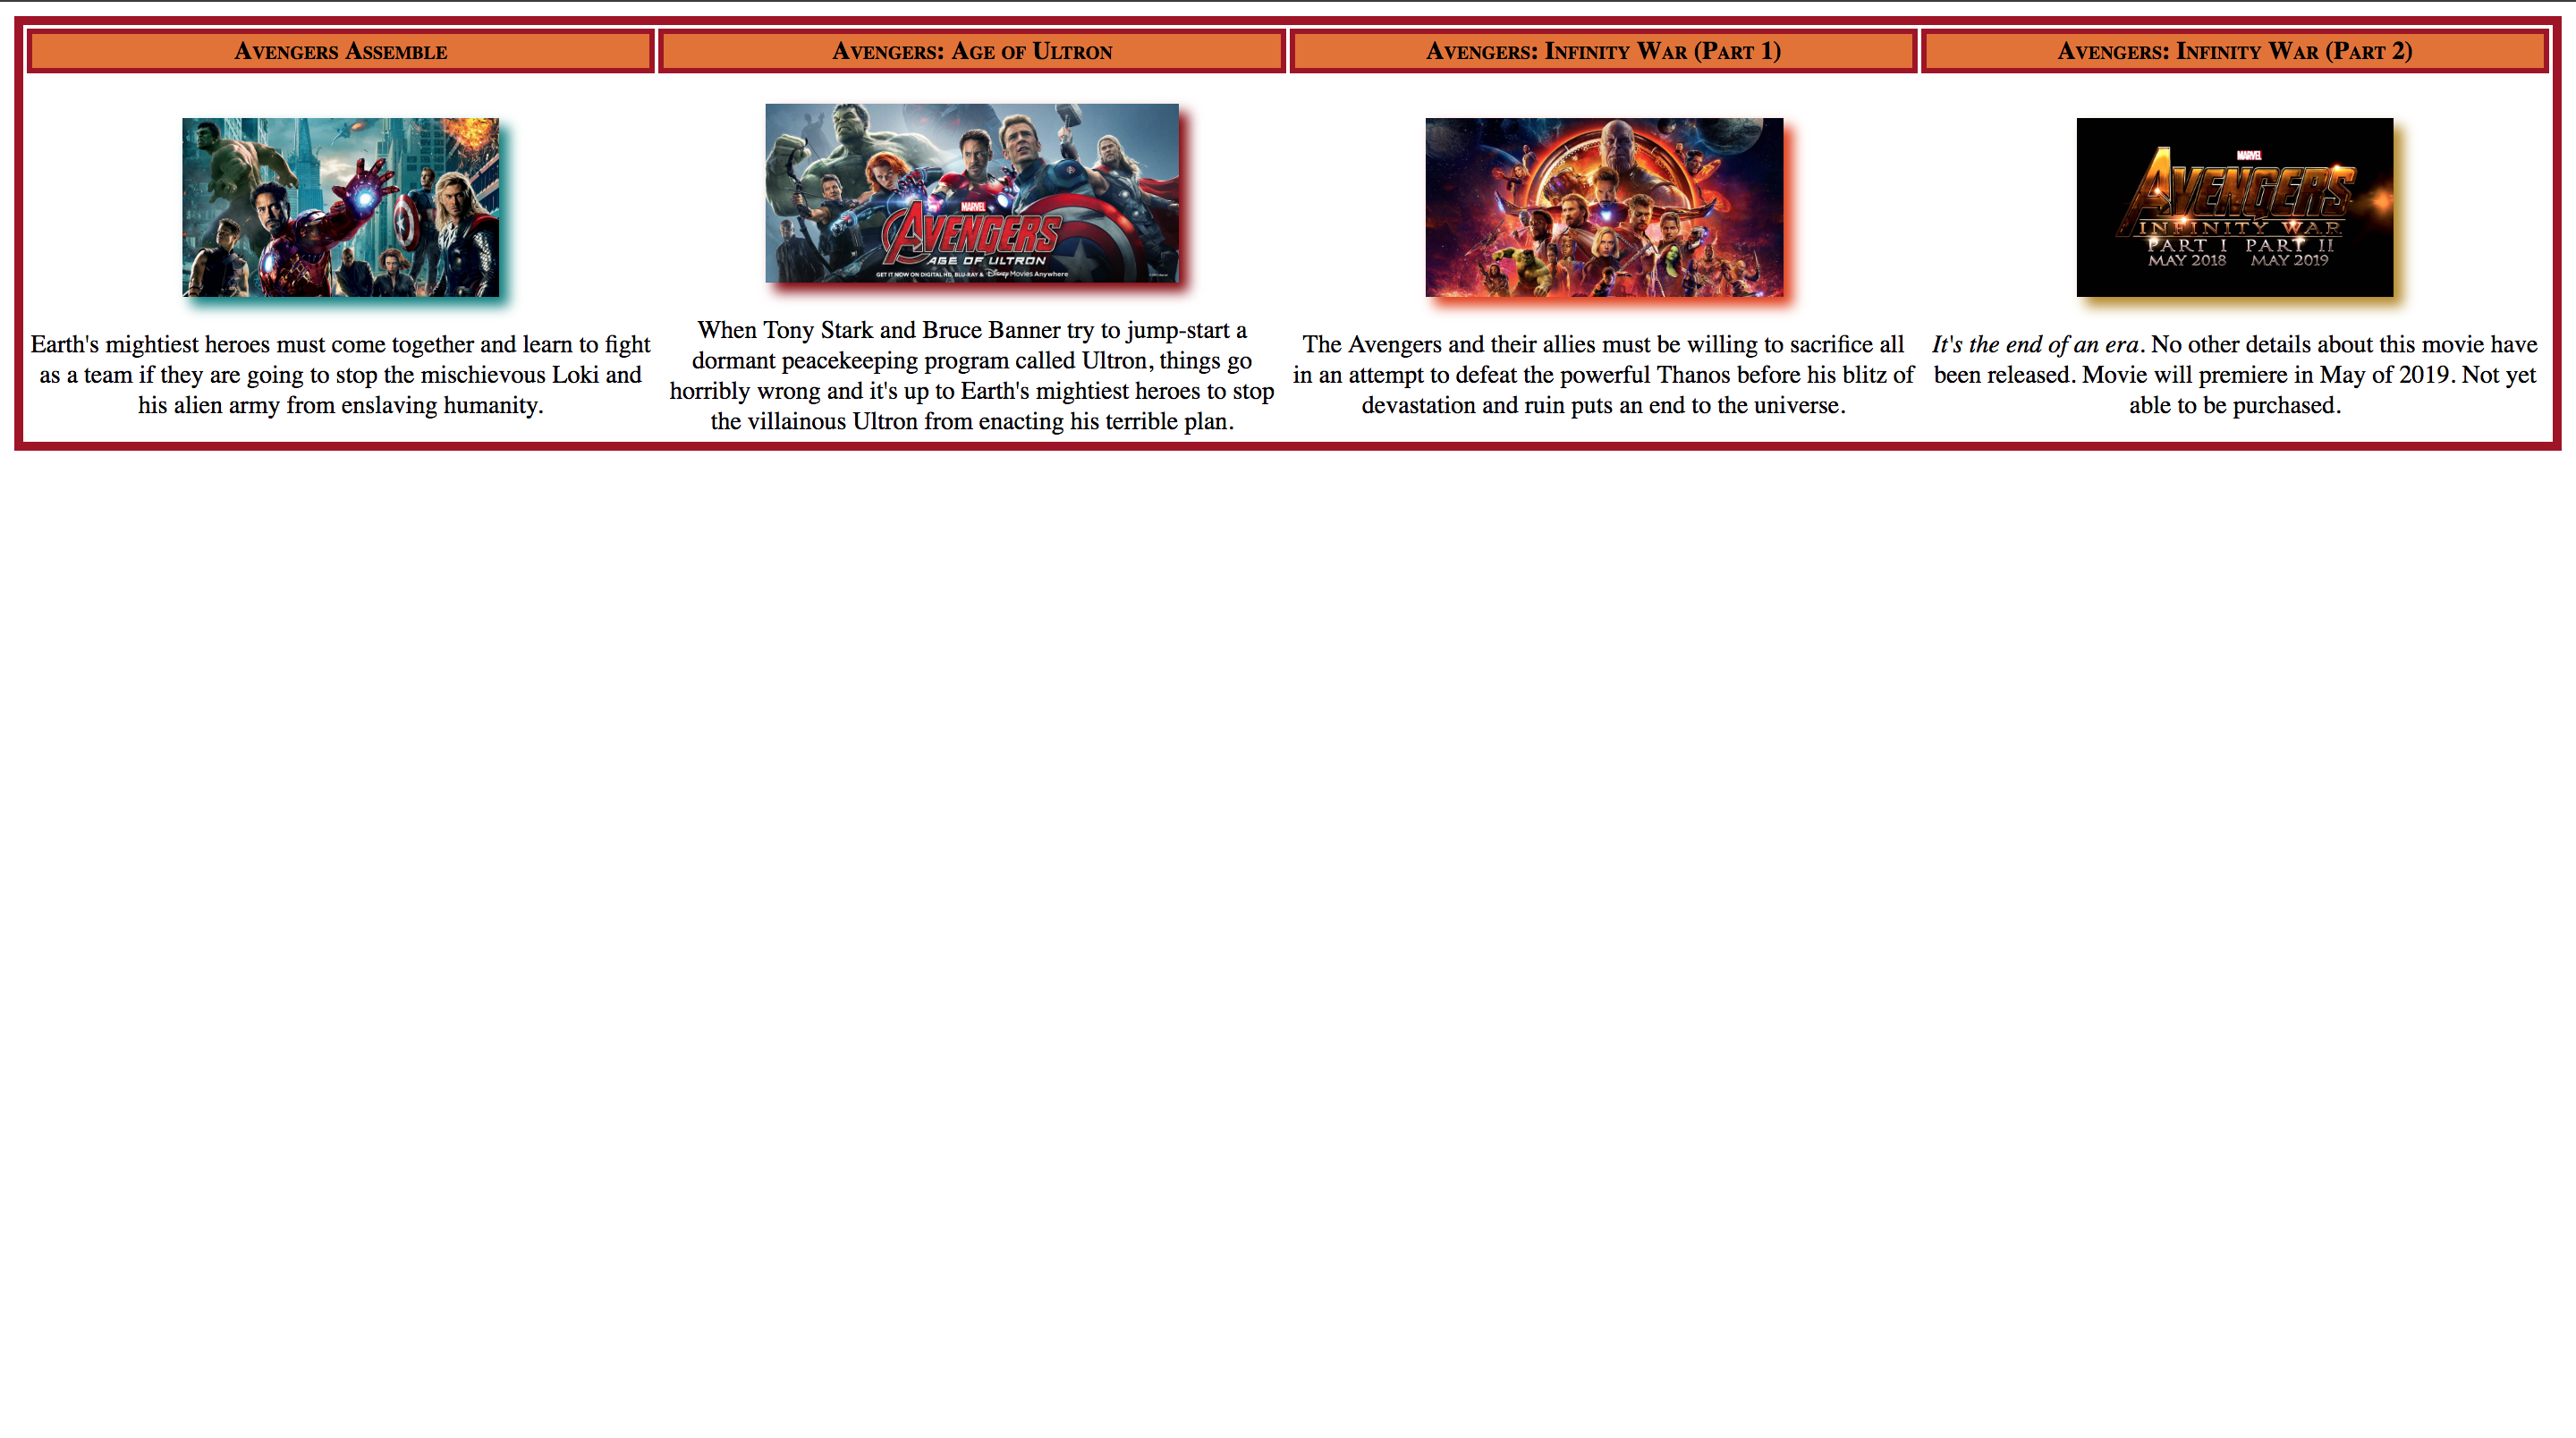 Avengers Assemble
Avengers: Age of Ultron
Avengers: Infinity War (Part 1)
Avengers: Infinity War (Part 2)
Earth's mightiest heroes must come together and learn to fight
as a team if they are going to stop the mischievous Loki and
his alien army from enslaving humanity.
MARVEL
AVENGERS
AGE OF ULTRON
GET IT NOW ON DIGITAL HD, BLU-RAY & Disney Movies Anywhere
When Tony Stark and Bruce Banner try to jump-start a
dormant peacekeeping program called Ultron, things go
horribly wrong and it's up to Earth's mightiest heroes to stop
the villainous Ultron from enacting his terrible plan.
The Avengers and their allies must be willing to sacrifice all
in an attempt to defeat the powerful Thanos before his blitz of
devastation and ruin puts an end to the universe.
MARVEL
AVENGERS
INFINITY WAR
PART I PART II
MAY 2018 MAY 2019
It's the end of an era. No other details about this movie have
been released. Movie will premiere in May of 2019. Not yet
able to be purchased.